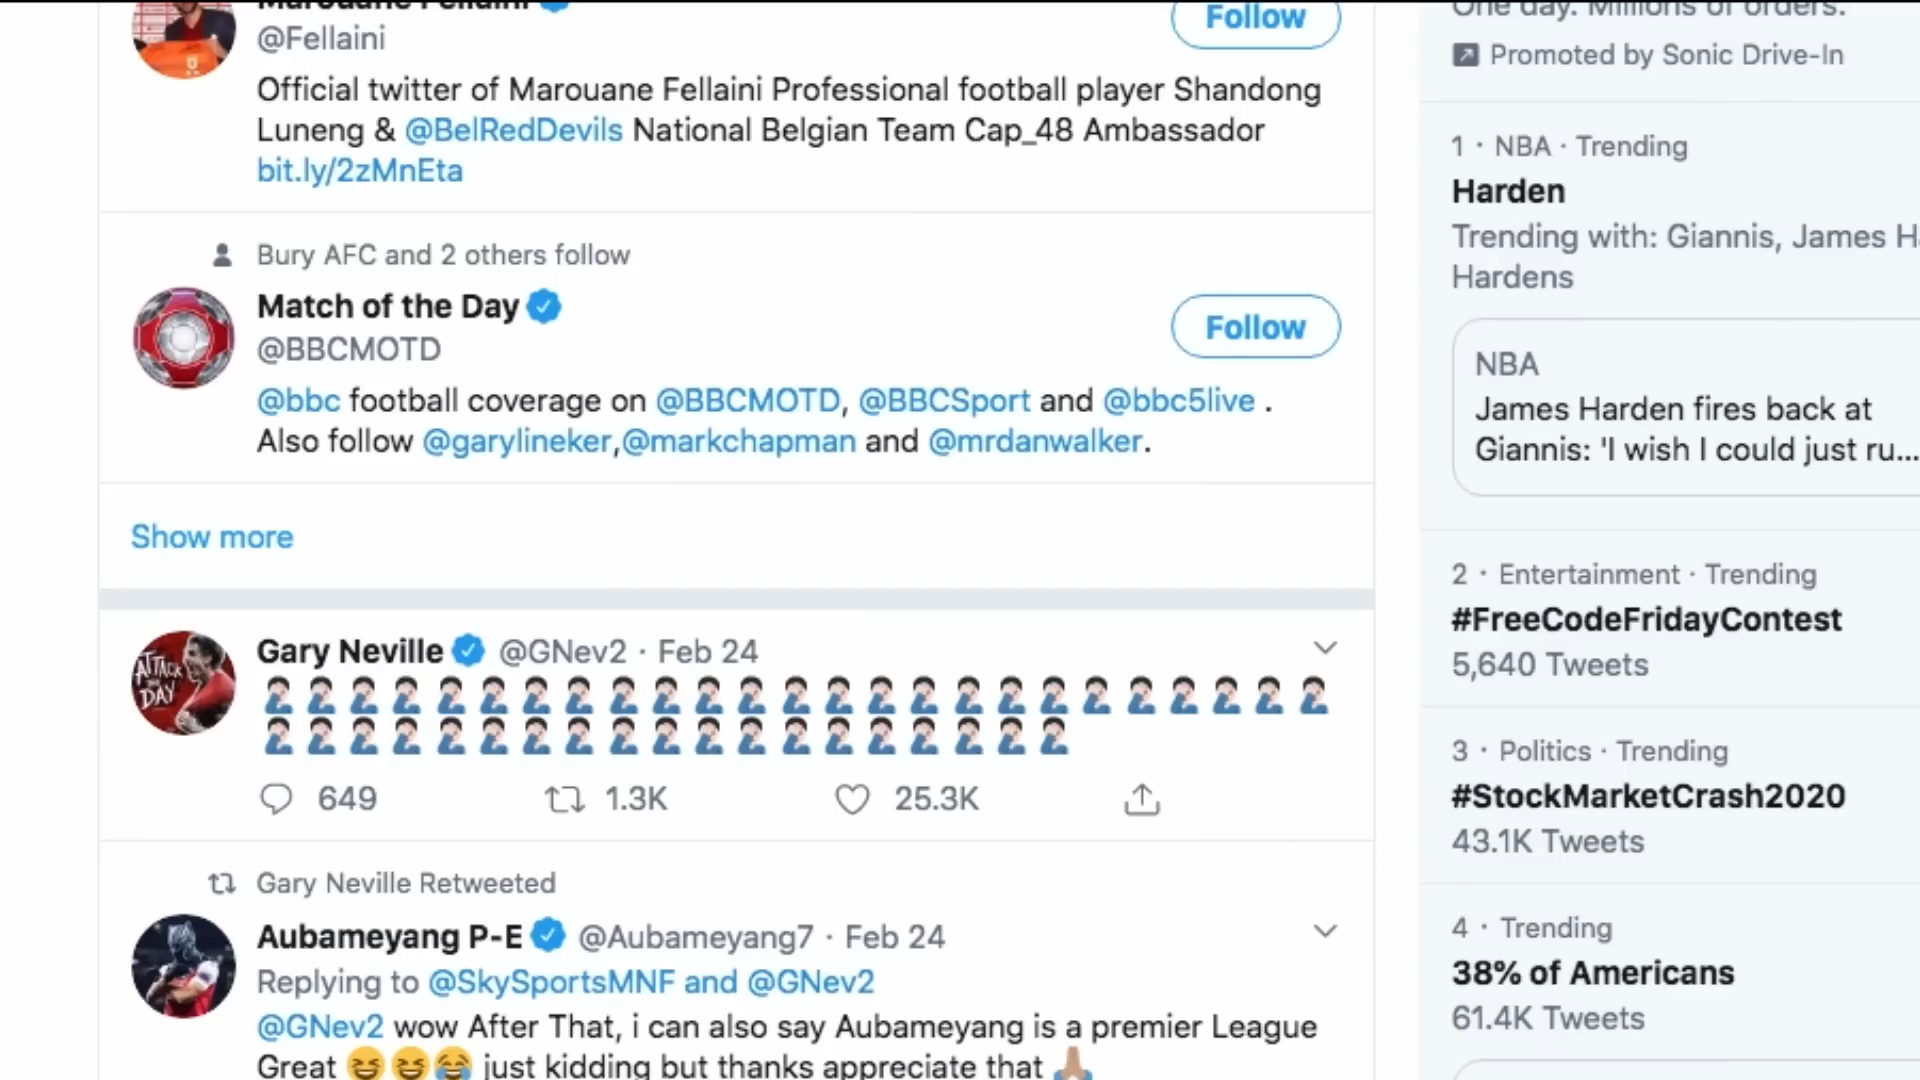 Marouane Fellaini
@Fellaini
Follow
Official twitter of Marouane Fellaini Professional football player Shandong
Luneng & @BelRedDevils National Belgian Team Cap_48 Ambassador
bit.ly/2zMnEta
Bury AFC and 2 others follow
Match of the Day
@BBCMOTD
Follow
@bbc football coverage on @BBCMOTD, @BBCSport and @bbc5live .
Also follow @garylineker,@markchapman and @mrdanwalker.
Show more
ATTACK
DAY
Gary Neville @GNev2 · Feb 24
649 1.3K 25.3K
Gary Neville Retweeted
Aubameyang P-E @Aubameyang7 · Feb 24
Replying to @SkySportsMNF and @GNev2
@GNev2 wow After That, i can also say Aubameyang is a premier League
Great 😆😆😂 just kidding but thanks appreciate that 🙏🏽
One day. Millions of orders.
Promoted by Sonic Drive-In
1 · NBA · Trending
Harden
Trending with: Giannis, James H
Hardens
NBA
James Harden fires back at
Giannis: 'I wish I could just ru...
2 · Entertainment · Trending
#FreeCodeFridayContest
5,640 Tweets
3 · Politics · Trending
#StockMarketCrash2020
43.1K Tweets
4 · Trending
38% of Americans
61.4K Tweets